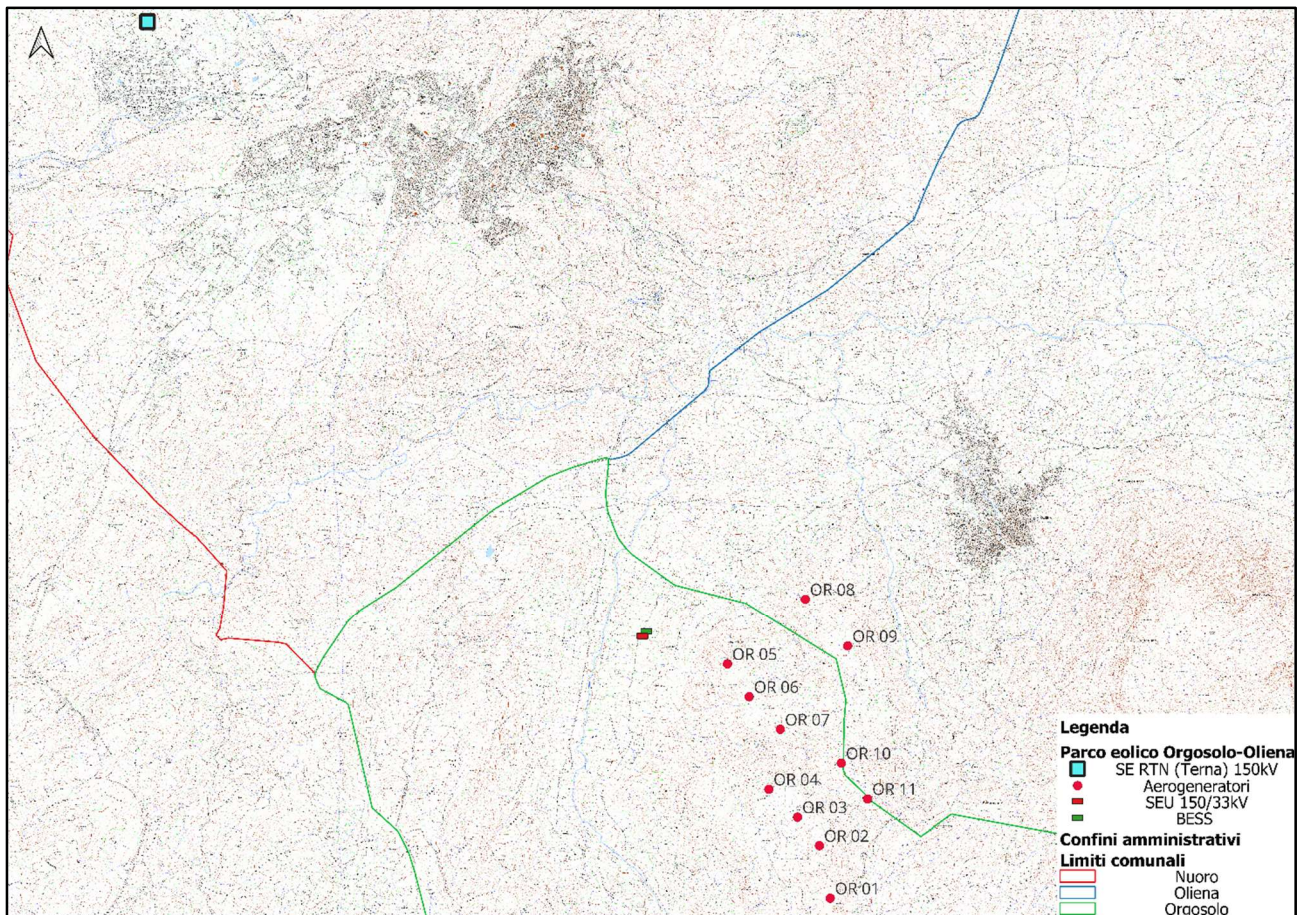 OR 08
OR 09
OR 05
OR 06
OR 07
OR 10
OR 04
OR 11
OR 03
OR 02
OR 01
Legenda
Parco eolico Orgosolo-Oliena
SE RTN (Terna) 150kV
Aerogeneratori
SEU 150/33kV
BESS
Confini amministrativi
Limiti comunali
Nuoro
Oliena
Orgosolo